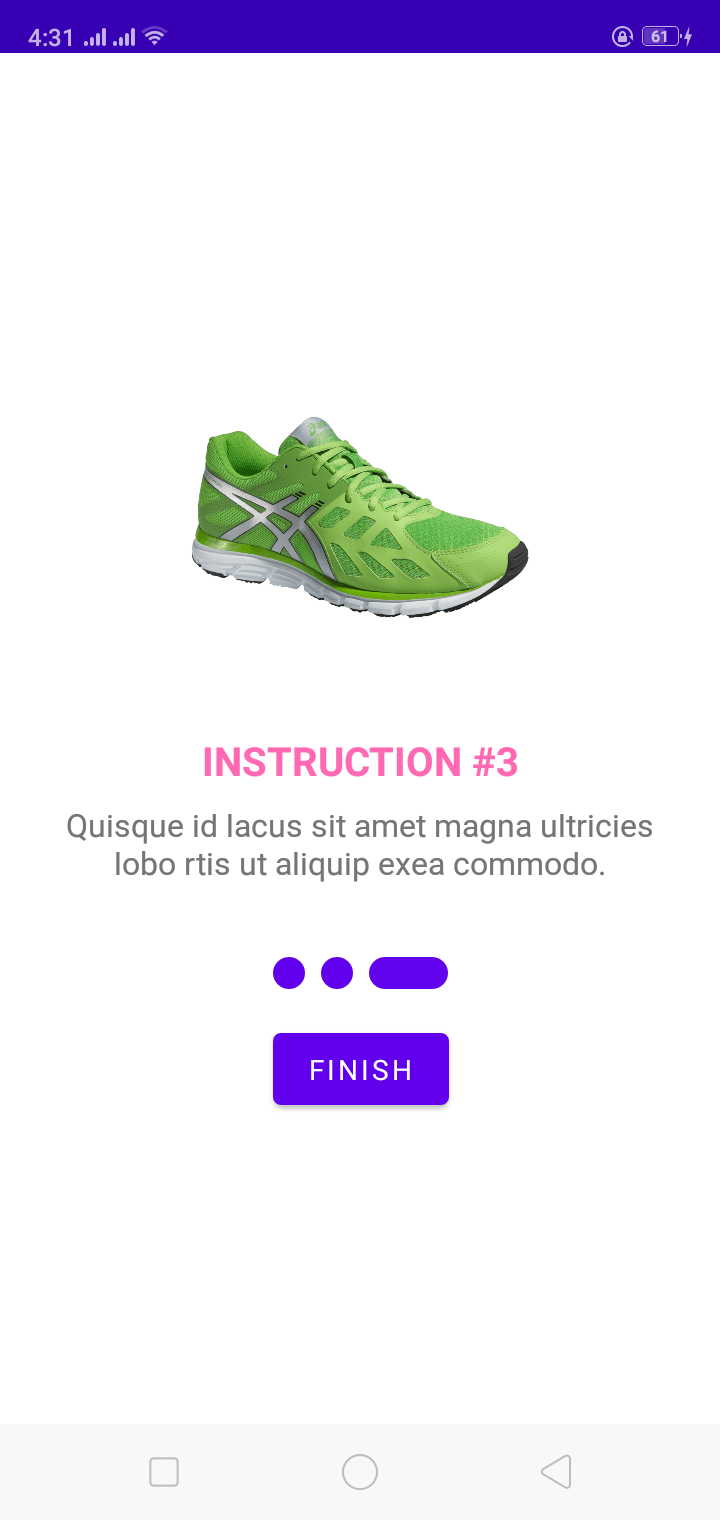 4:31
61
INSTRUCTION #3
Quisque id lacus sit amet magna ultricies
lobo rtis ut aliquip exea commodo.
FINISH